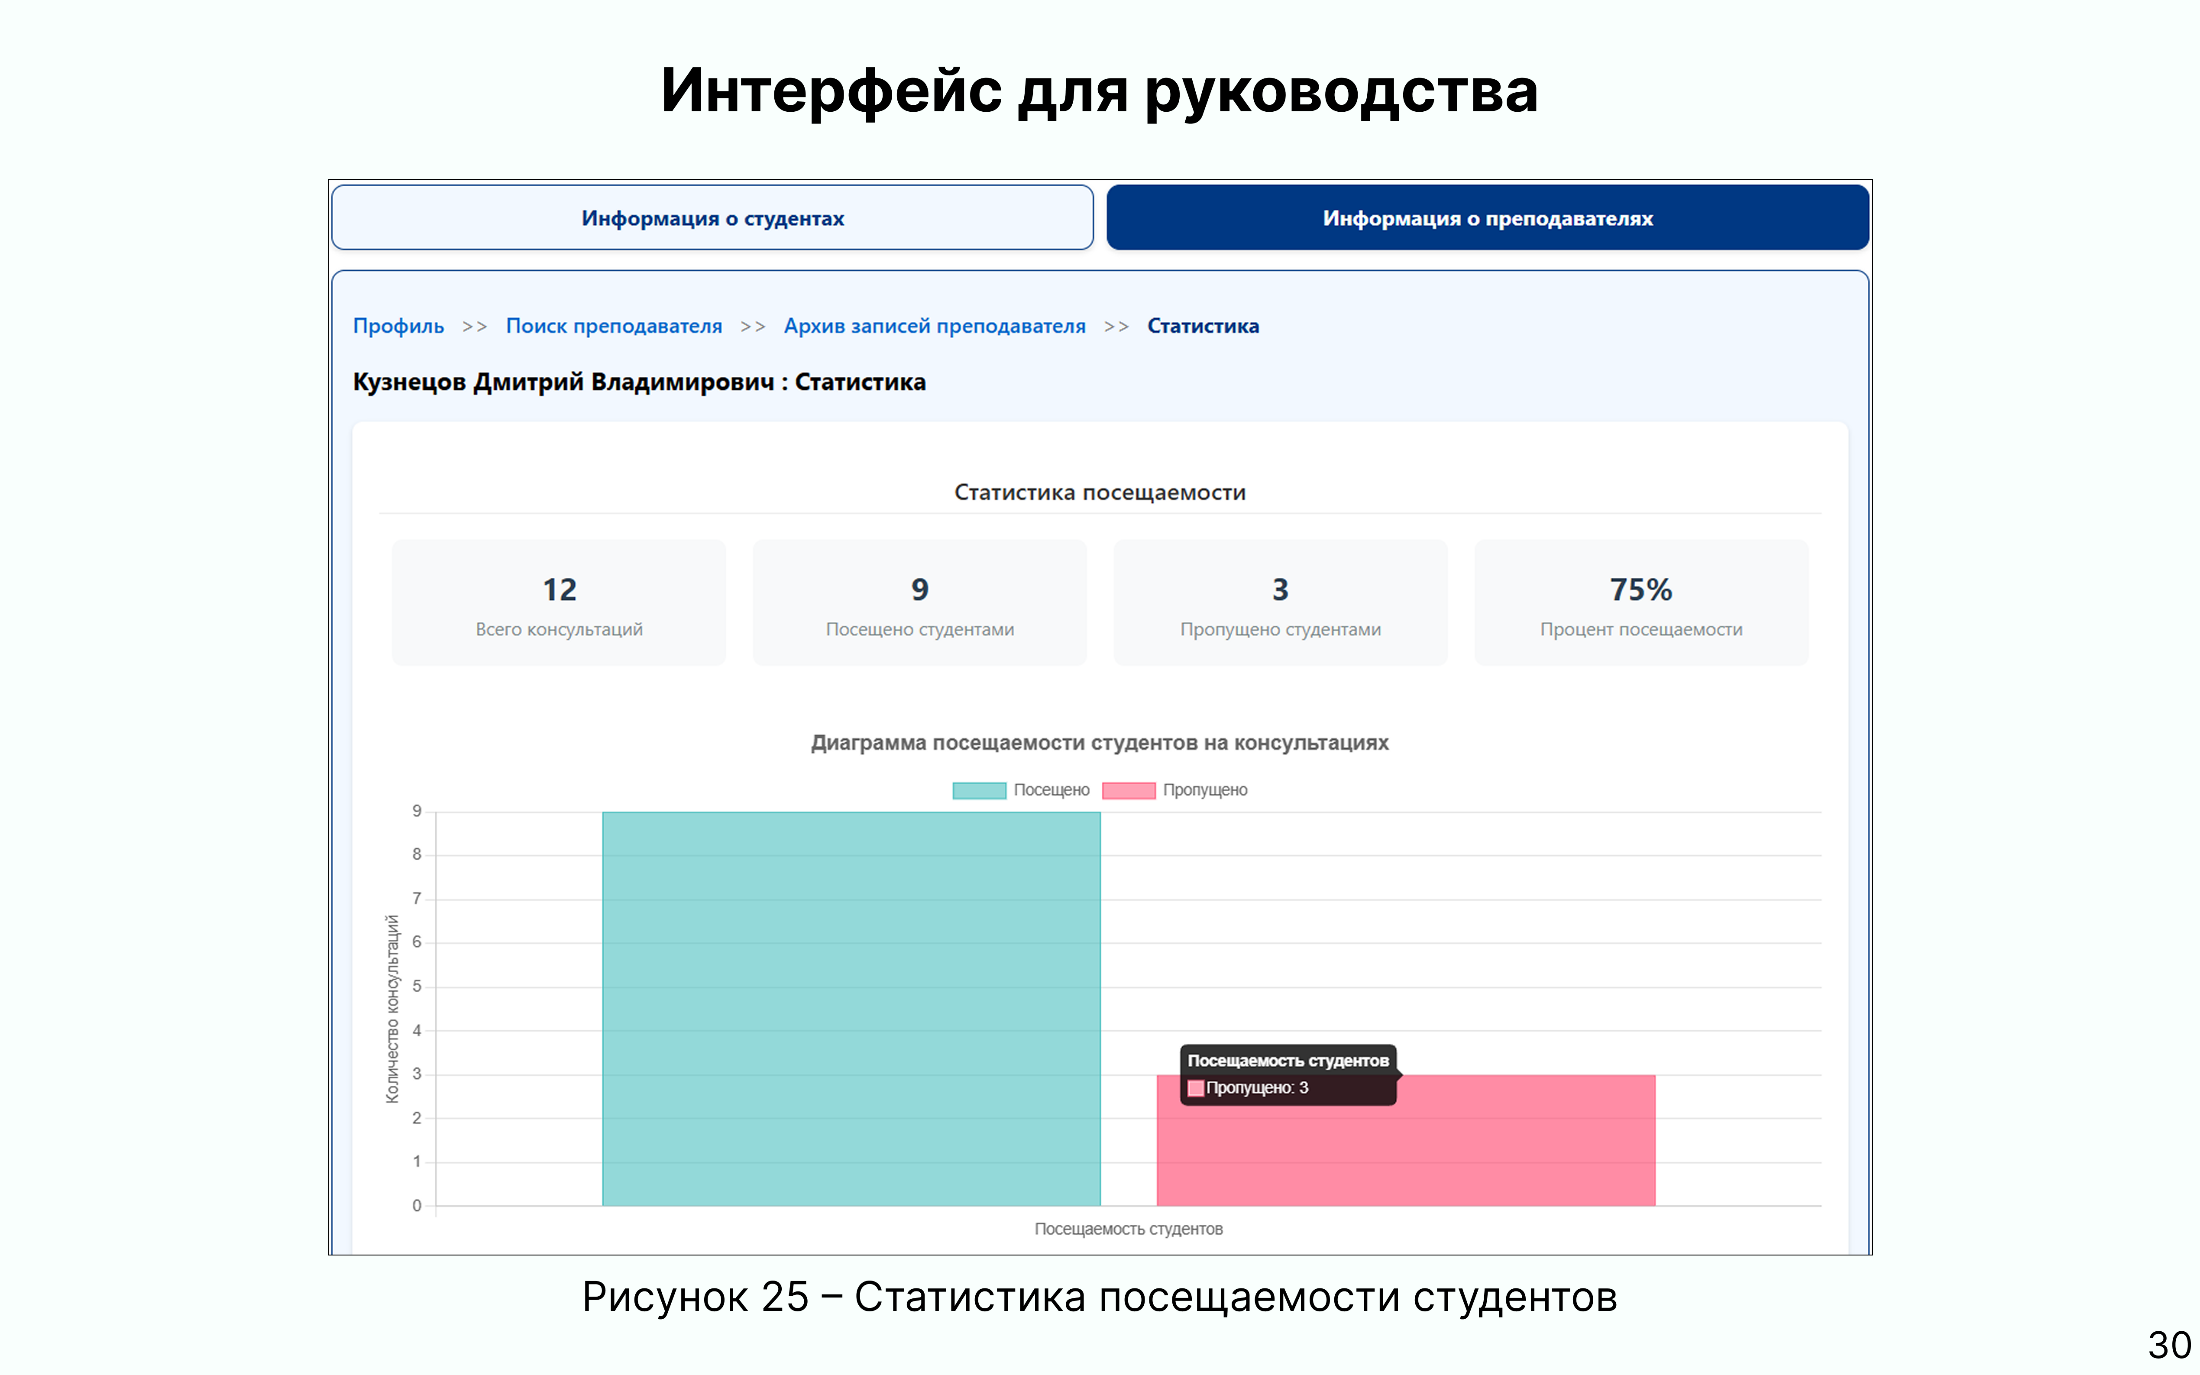 Интерфейс для руководства
Информация о студентах
Информация о преподавателях
Профиль >> Поиск преподавателя >> Архив записей преподавателя >> Статистика
Кузнецов Дмитрий Владимирович : Статистика
Статистика посещаемости
12
Всего консультаций
9
Посещено студентами
3
Пропущено студентами
75%
Процент посещаемости
Диаграмма посещаемости студентов на консультациях
Посещено
Пропущено
9
8
7
6
5
4
3
2
1
0
Количество консультаций
Посещаемость студентов
Пропущено: 3
Посещаемость студентов
Рисунок 25 – Статистика посещаемости студентов
30